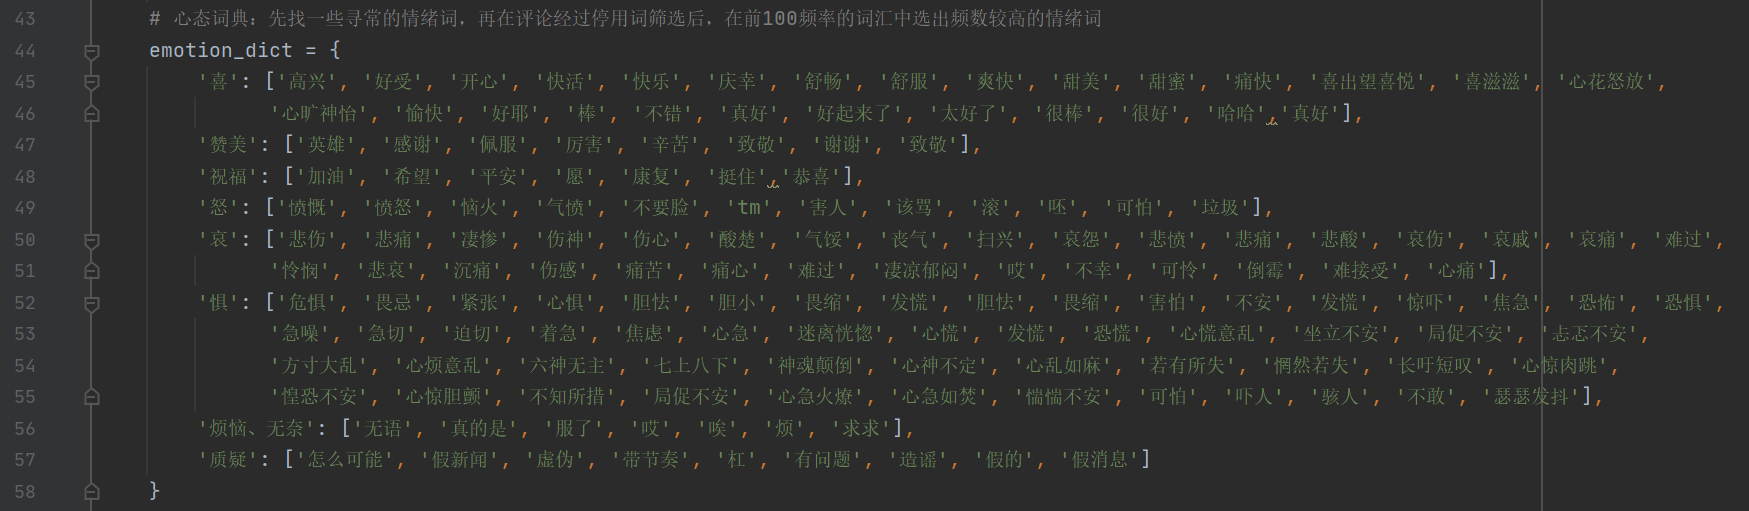 43 # 心态词典：先找一些寻常的情绪词，再在评论经过停用词筛选后，在前100频率的词汇中选出频数较高的情绪词
44 emotion_dict = {
45 '喜': ['高兴', '好受', '开心', '快活', '快乐', '庆幸', '舒畅', '舒服', '爽快', '甜美', '甜蜜', '痛快', '喜出望喜悦', '喜滋滋', '心花怒放',
46 '心旷神怡', '愉快', '好耶', '棒', '不错', '真好', '好起来了', '太好了', '很棒', '很好', '哈哈','真好'],
47 '赞美': ['英雄', '感谢', '佩服', '厉害', '辛苦', '致敬', '谢谢', '致敬'],
48 '祝福': ['加油', '希望', '平安', '愿', '康复', '挺住','恭喜'],
49 '怒': ['愤慨', '愤怒', '恼火', '气愤', '不要脸', 'tm', '害人', '该骂', '滚', '呸', '可怕', '垃圾'],
50 '哀': ['悲伤', '悲痛', '凄惨', '伤神', '伤心', '酸楚', '气馁', '丧气', '扫兴', '哀怨', '悲愤', '悲痛', '悲酸', '哀伤', '哀戚', '哀痛', '难过',
51 '怜悯', '悲哀', '沉痛', '伤感', '痛苦', '痛心', '难过', '凄凉郁闷', '哎', '不幸', '可怜', '倒霉', '难接受', '心痛'],
52 '惧': ['危惧', '畏忌', '紧张', '心惧', '胆怯', '胆小', '畏缩', '发慌', '胆怯', '畏缩', '害怕', '不安', '发慌', '惊吓', '焦急', '恐怖', '恐惧',
53 '急噪', '急切', '迫切', '着急', '焦虑', '心急', '迷离恍惚', '心慌', '发慌', '恐慌', '心慌意乱', '坐立不安', '局促不安', '忐忑不安',
54 '方寸大乱', '心烦意乱', '六神无主', '七上八下', '神魂颠倒', '心神不定', '心乱如麻', '若有所失', '惘然若失', '长吁短叹', '心惊肉跳',
55 '惶恐不安', '心惊胆颤', '不知所措', '局促不安', '心急火燎', '心急如焚', '惴惴不安', '可怕', '吓人', '骇人', '不敢', '瑟瑟发抖'],
56 '烦恼、无奈': ['无语', '真的是', '服了', '哎', '唉', '烦', '求求'],
57 '质疑': ['怎么可能', '假新闻', '虚伪', '带节奏', '杠', '有问题', '造谣', '假的', '假消息']
58 }